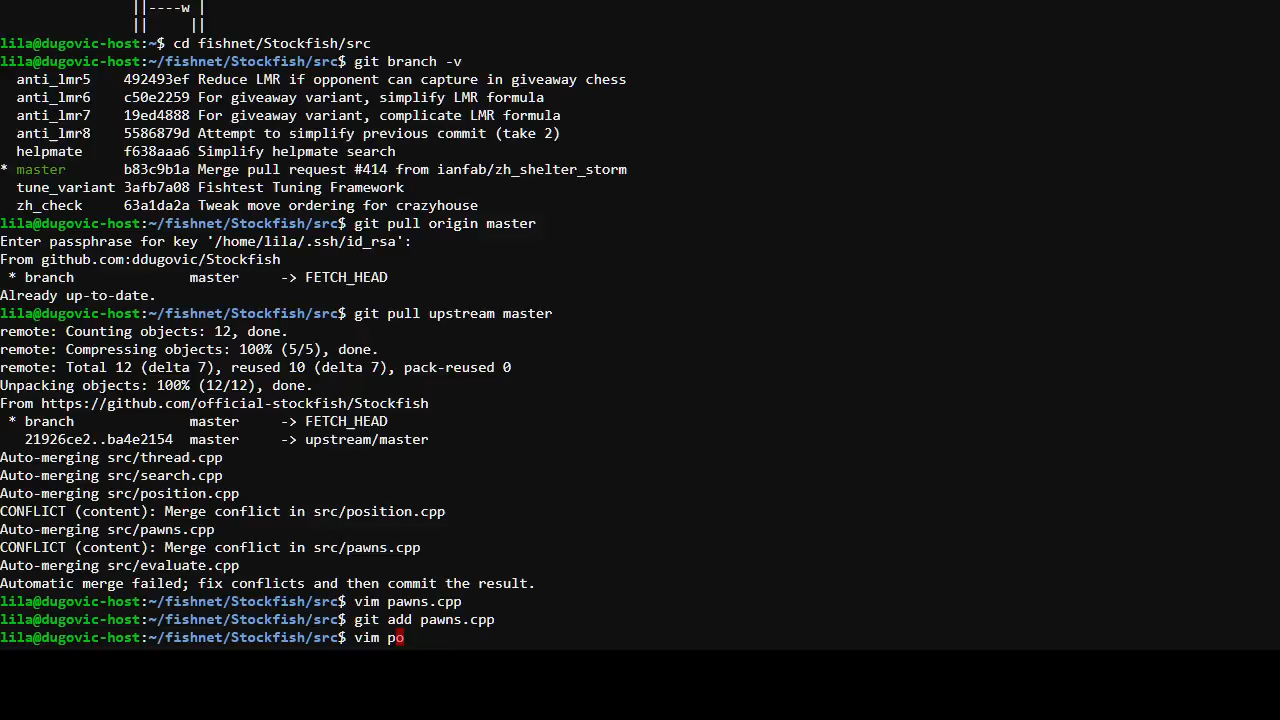 ||----w |
||     ||
lila@dugovic-host:~$ cd fishnet/Stockfish/src
lila@dugovic-host:~/fishnet/Stockfish/src$ git branch -v
  anti_lmr5    492493ef Reduce LMR if opponent can capture in giveaway chess
  anti_lmr6    c50e2259 For giveaway variant, simplify LMR formula
  anti_lmr7    19ed4888 For giveaway variant, complicate LMR formula
  anti_lmr8    5586879d Attempt to simplify previous commit (take 2)
  helpmate     f638aaa6 Simplify helpmate search
* master       b83c9b1a Merge pull request #414 from ianfab/zh_shelter_storm
  tune_variant 3afb7a08 Fishtest Tuning Framework
  zh_check     63a1da2a Tweak move ordering for crazyhouse
lila@dugovic-host:~/fishnet/Stockfish/src$ git pull origin master
Enter passphrase for key '/home/lila/.ssh/id_rsa':
From github.com:ddugovic/Stockfish
 * branch              master     -> FETCH_HEAD
Already up-to-date.
lila@dugovic-host:~/fishnet/Stockfish/src$ git pull upstream master
remote: Counting objects: 12, done.
remote: Compressing objects: 100% (5/5), done.
remote: Total 12 (delta 7), reused 10 (delta 7), pack-reused 0
Unpacking objects: 100% (12/12), done.
From https://github.com/official-stockfish/Stockfish
 * branch              master     -> FETCH_HEAD
   21926ce2..ba4e2154  master     -> upstream/master
Auto-merging src/thread.cpp
Auto-merging src/search.cpp
Auto-merging src/position.cpp
CONFLICT (content): Merge conflict in src/position.cpp
Auto-merging src/pawns.cpp
CONFLICT (content): Merge conflict in src/pawns.cpp
Auto-merging src/evaluate.cpp
Automatic merge failed; fix conflicts and then commit the result.
lila@dugovic-host:~/fishnet/Stockfish/src$ vim pawns.cpp
lila@dugovic-host:~/fishnet/Stockfish/src$ git add pawns.cpp
lila@dugovic-host:~/fishnet/Stockfish/src$ vim po